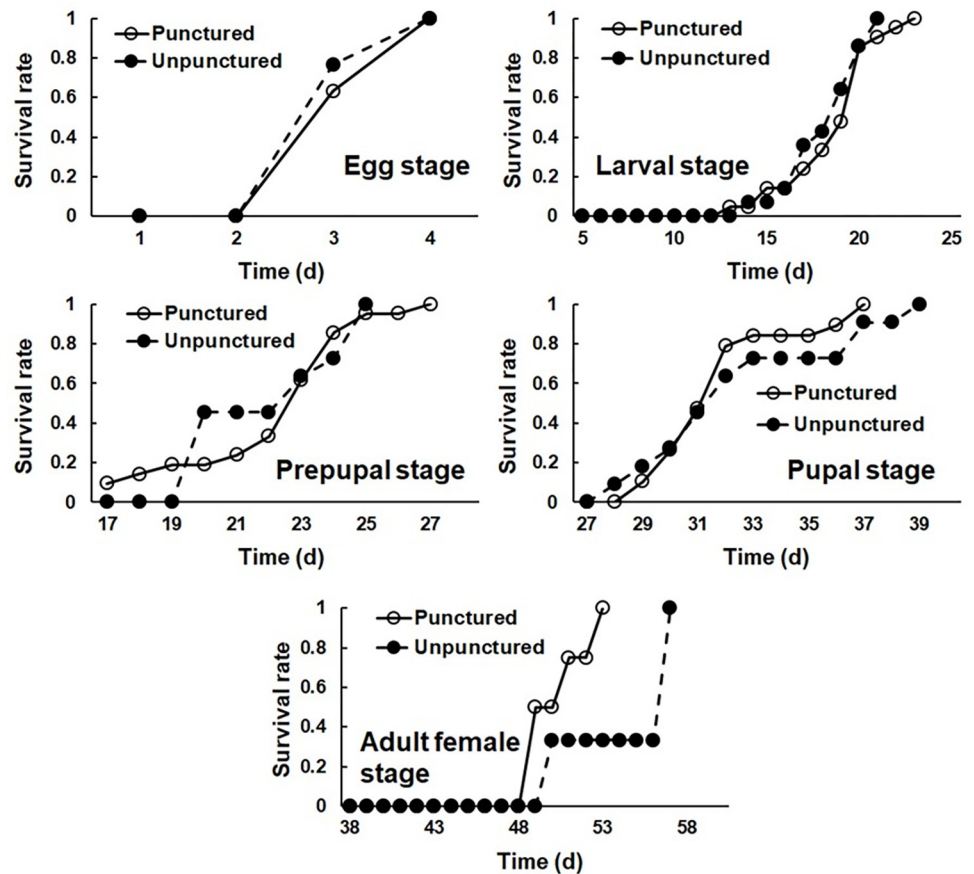 Survival rate
1
0.8
0.6
0.4
0.2
0
Punctured
Unpunctured
Egg stage
1 2 3 4
Time (d)
Survival rate
1
0.8
0.6
0.4
0.2
0
Punctured
Unpunctured
Larval stage
5 10 15 20 25
Time (d)
Survival rate
1
0.8
0.6
0.4
0.2
0
Punctured
Unpunctured
Prepupal stage
17 19 21 23 25 27
Time (d)
Survival rate
1
0.8
0.6
0.4
0.2
0
Punctured
Unpunctured
Pupal stage
27 29 31 33 35 37 39
Time (d)
Survival rate
1
0.8
0.6
0.4
0.2
0
Punctured
Unpunctured
Adult female
stage
38 43 48 53 58
Time (d)